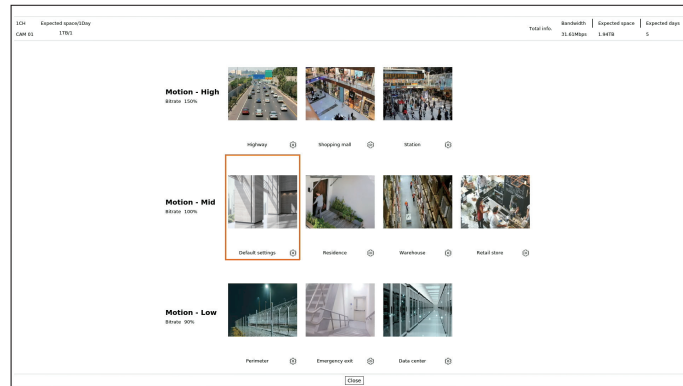 1CH Expected space/1Day
CAM 01 1TB/1
Total info. Bandwidth Expected space Expected days
31.61Mbps 1.94TB 5
Motion - High
Bitrate 150%
Highway Shopping mall Station
Motion - Mid
Bitrate 100%
Default settings Residence Warehouse Retail store
Motion - Low
Bitrate 90%
Perimeter Emergency exit Data center
Close